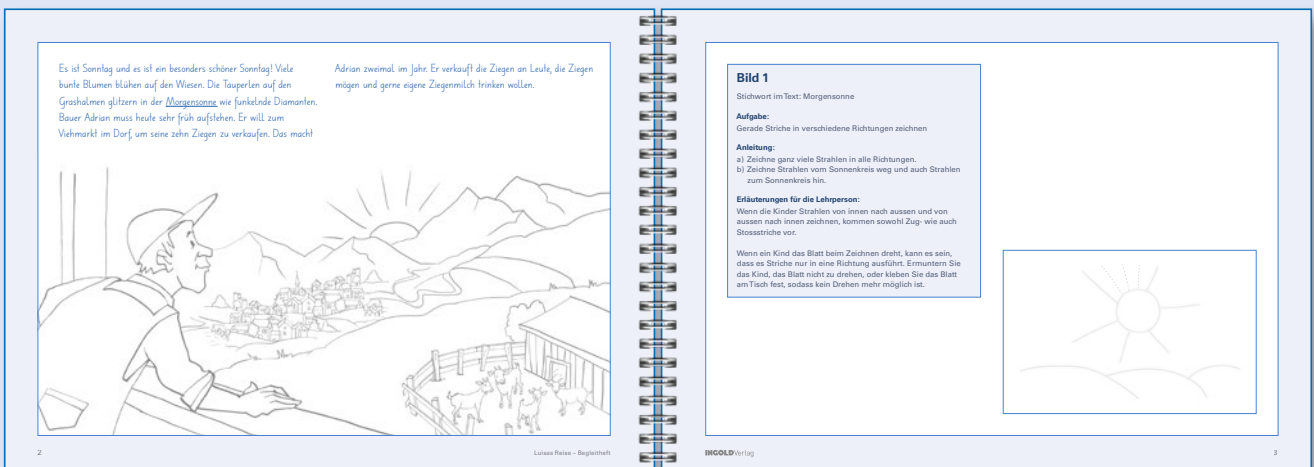 Es ist Sonntag und es ist ein besonders schöner Sonntag! Viele
bunte Blumen blühen auf den Wiesen. Die Tauperlen auf den
Grashalmen glitzern in der Morgensonne wie funkelnde Diamanten.
Bauer Adrian muss heute sehr früh aufstehen. Er will zum
Viehmarkt im Dorf, um seine zehn Ziegen zu verkaufen. Das macht
Adrian zweimal im Jahr. Er verkauft die Ziegen an Leute, die Ziegen
mögen und gerne eigene Ziegenmilch trinken wollen.
2
Luises Reise – Begleitheft
Bild 1
Stichwort im Text: Morgensonne
Aufgabe:
Gerade Striche in verschiedene Richtungen zeichnen
Anleitung:
a) Zeichne ganz viele Strahlen in alle Richtungen.
b) Zeichne Strahlen vom Sonnenkreis weg und auch Strahlen
zum Sonnenkreis hin.
Erläuterungen für die Lehrperson:
Wenn die Kinder Strahlen von innen nach aussen und von
aussen nach innen zeichnen, kommen sowohl Zug- wie auch
Stossstriche vor.
Wenn ein Kind das Blatt beim Zeichnen dreht, kann es sein,
dass es Striche nur in eine Richtung ausführt. Ermuntern Sie
das Kind, das Blatt nicht zu drehen, oder kleben Sie das Blatt
am Tisch fest, sodass kein Drehen mehr möglich ist.
INGOLDVerlag
3